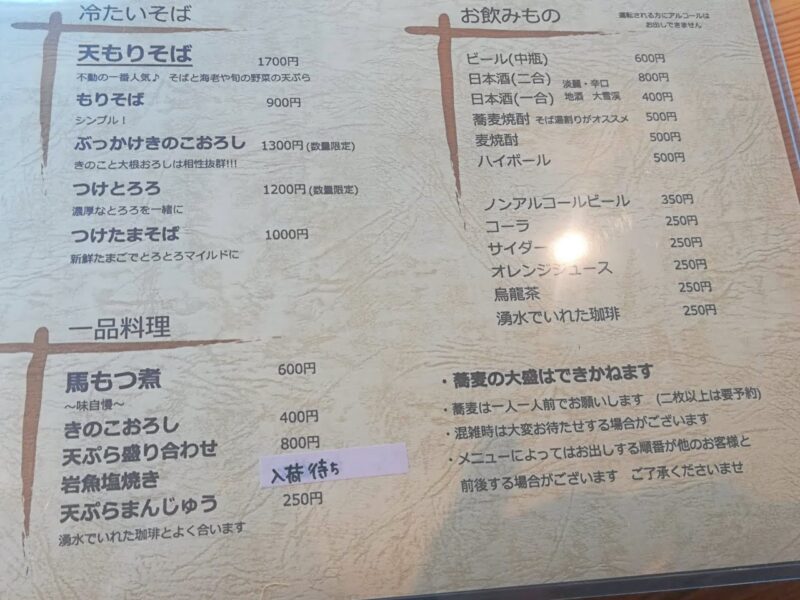 冷たいそば
天もりそば 1700円
不動の一番人気♪ そばと海老や旬の野菜の天ぷら
もりそば 900円
シンプル！
ぶっかけきのこおろし 1300円(数量限定)
きのこと大根おろしは相性抜群!!!
つけとろろ 1200円(数量限定)
濃厚なとろろを一緒に
つけたまそば 1000円
新鮮たまごでとろとろマイルドに
一品料理
馬もつ煮 600円
～味自慢～
きのこおろし 400円
天ぷら盛り合わせ 800円
岩魚塩焼き 入荷待ち
天ぷらまんじゅう 250円
湧水でいれた珈琲とよく合います
お飲みもの
運転される方にアルコールは
お出しできません
ビール(中瓶) 600円
日本酒(二合) 淡麗・辛口 800円
日本酒(一合) 地酒 大雪渓 400円
蕎麦焼酎 そば湯割りがオススメ 500円
麦焼酎 500円
ハイボール 500円
ノンアルコールビール 350円
コーラ 250円
サイダー 250円
オレンジジュース 250円
烏龍茶 250円
湧水でいれた珈琲 250円
・蕎麦の大盛はできかねます
・蕎麦は一人一人前でお願いします (二枚以上は要予約)
・混雑時は大変お待たせする場合がございます
・メニューによってはお出しする順番が他のお客様と
前後する場合がございます ご了承くださいませ